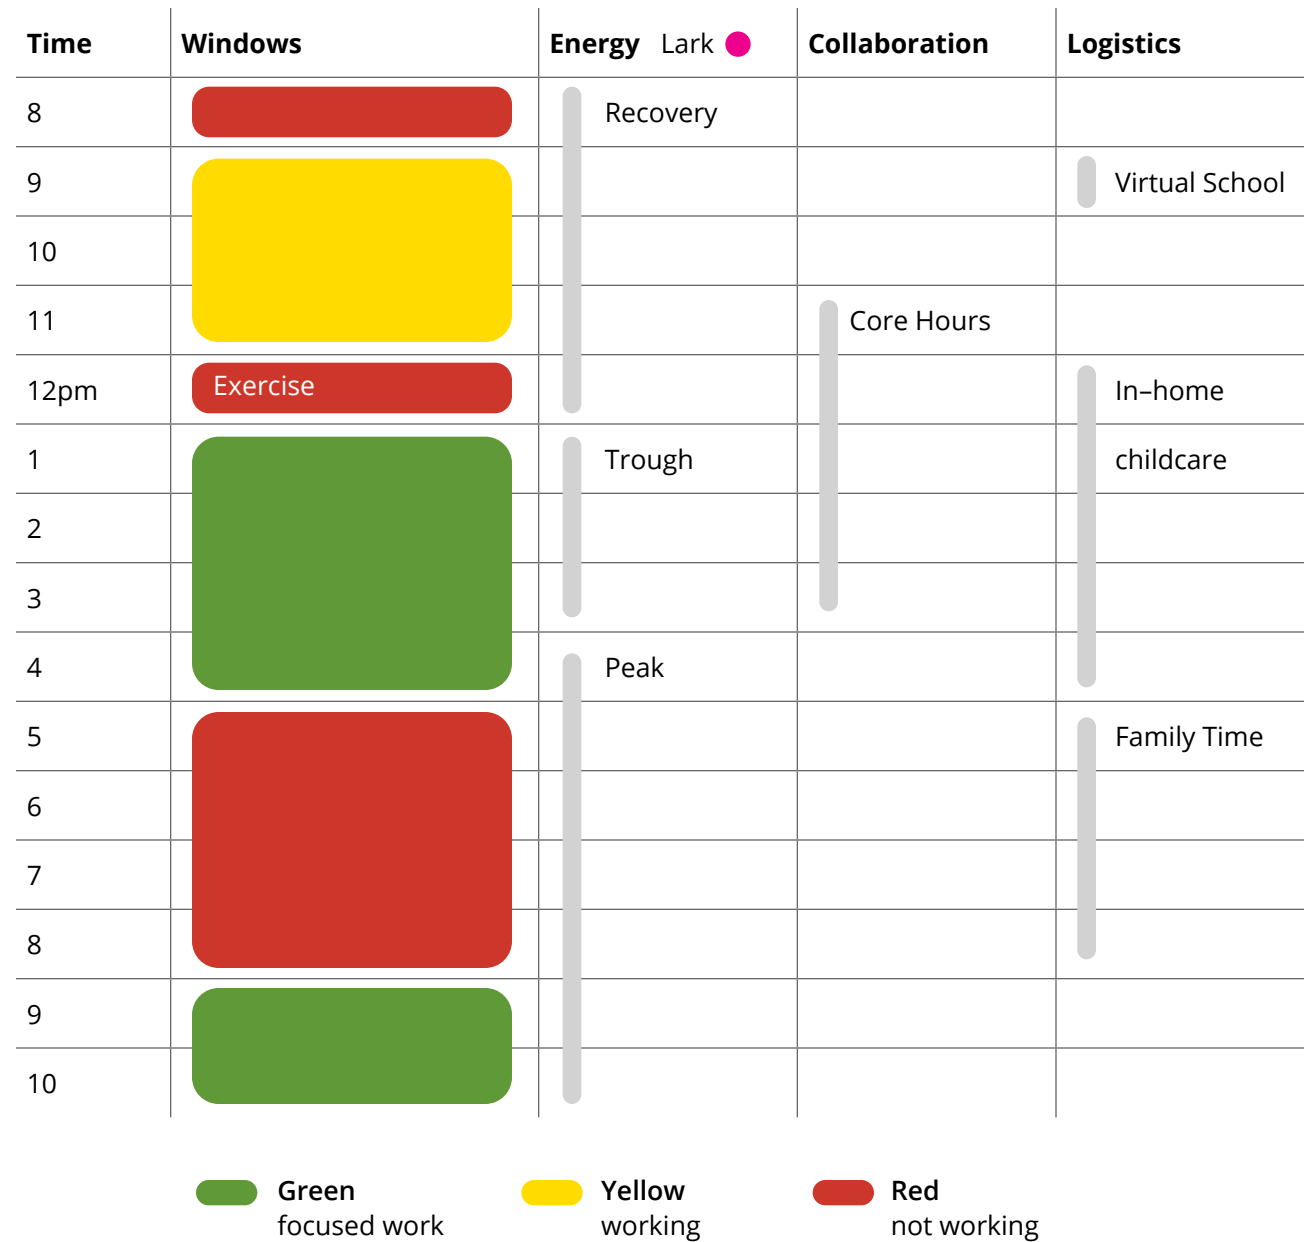 Time Windows Energy Lark Collaboration Logistics
8 Recovery
9 Virtual School
10
11 Core Hours
12pm Exercise In–home
1 Trough childcare
2
3
4 Peak
5 Family Time
6
7
8
9
10
Green Yellow Red
focused work working not working